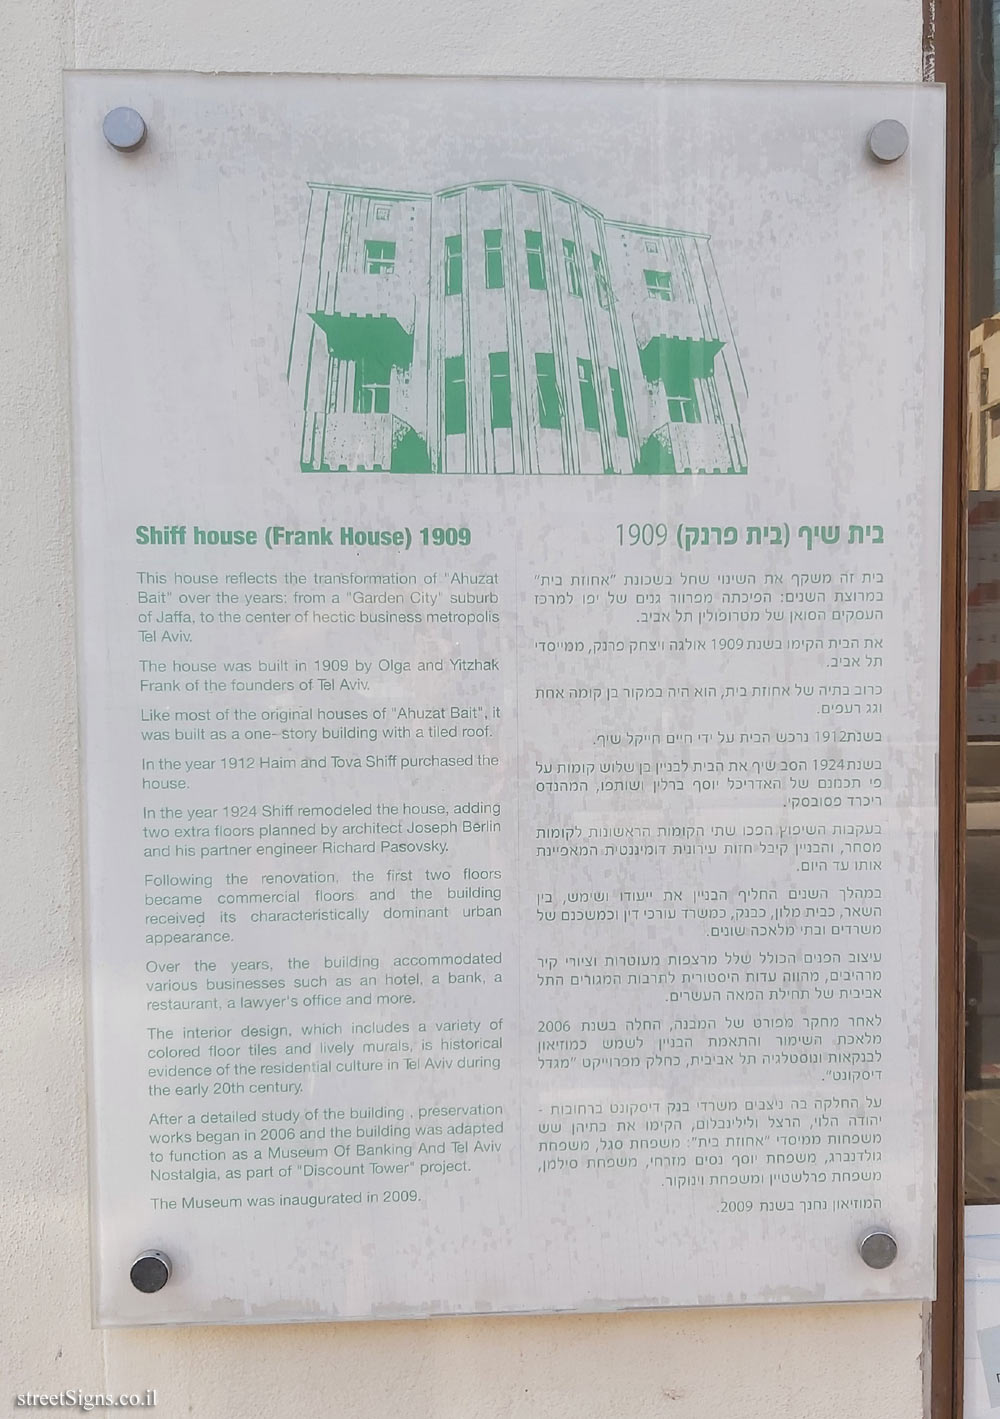 Shiff house (Frank House) 1909
This house reflects the transformation of "Ahuzat
Bait" over the years: from a "Garden City" suburb
of Jaffa, to the center of hectic business metropolis
Tel Aviv.
The house was built in 1909 by Olga and Yitzhak
Frank of the founders of Tel Aviv.
Like most of the original houses of "Ahuzat Bait", it
was built as a one- story building with a tiled roof.
In the year 1912 Haim and Tova Shiff purchased the
house.
In the year 1924 Shiff remodeled the house, adding
two extra floors planned by architect Joseph Berlin
and his partner engineer Richard Pasovsky.
Following the renovation, the first two floors
became commercial floors and the building
received its characteristically dominant urban
appearance.
Over the years, the building accommodated
various businesses such as an hotel, a bank, a
restaurant, a lawyer's office and more.
The interior design, which includes a variety of
colored floor tiles and lively murals, is historical
evidence of the residential culture in Tel Aviv during
the early 20th century.
After a detailed study of the building , preservation
works began in 2006 and the building was adapted
to function as a Museum Of Banking And Tel Aviv
Nostalgia, as part of "Discount Tower" project.
The Museum was inaugurated in 2009.
בית שיף (בית פרנק) 1909
בית זה משקף את השינוי שחל בשכונת "אחוזת בית"
במרוצת השנים: הפיכתה מפרוור גנים של יפו למרכז
העסקים הסואן של מטרופולין תל אביב.
את הבית הקימו בשנת 1909 אולגה ויצחק פרנק, ממייסדי
תל אביב.
כרוב בתיה של אחוזת בית, הוא היה במקור בן קומה אחת
וגג רעפים.
בשנת1912 נרכש הבית על ידי חיים חייקל שיף.
בשנת1924 הסב שיף את הבית לבניין בן שלוש קומות על
פי תכנונם של האדריכל יוסף ברלין ושותפו, המהנדס
ריכרד פסובסקי.
בעקבות השיפוץ הפכו שתי הקומות הראשונות לקומות
מסחר, והבניין קיבל חזות עירונית דומיננטית המאפיינת
אותו עד היום.
במהלך השנים החליף הבניין את ייעודו ושימש, בין
השאר, כבית מלון, כבנק, כמשרד עורכי דין וכמשכנם של
משרדים ובתי מלאכה שונים.
עיצוב הפנים הכולל שלל מרצפות מעוטרות וציורי קיר
מרהיבים, מהווה עדות היסטורית לתרבות המגורים התל
אביבית של תחילת המאה העשרים.
לאחר מחקר מפורט של המבנה, החלה בשנת 2006
מלאכת השימור והתאמת הבניין לשמש כמוזיאון
לבנקאות ונוסטלגיה תל אביבית, כחלק מפרוייקט "מגדל
דיסקונט".
על החלקה בה ניצבים משרדי בנק דיסקונט ברחובות -
יהודה הלוי, הרצל ולילינבלום, הקימו את בתיהן שש
משפחות ממיסדי "אחוזת בית": משפחת סגל, משפחת
גולדנברג, משפחת יוסף נסים מזרחי, משפחת סילמן,
משפחת פרלשטיין ומשפחת וינוקור.
המוזיאון נחנך בשנת 2009.
streetSigns.co.il